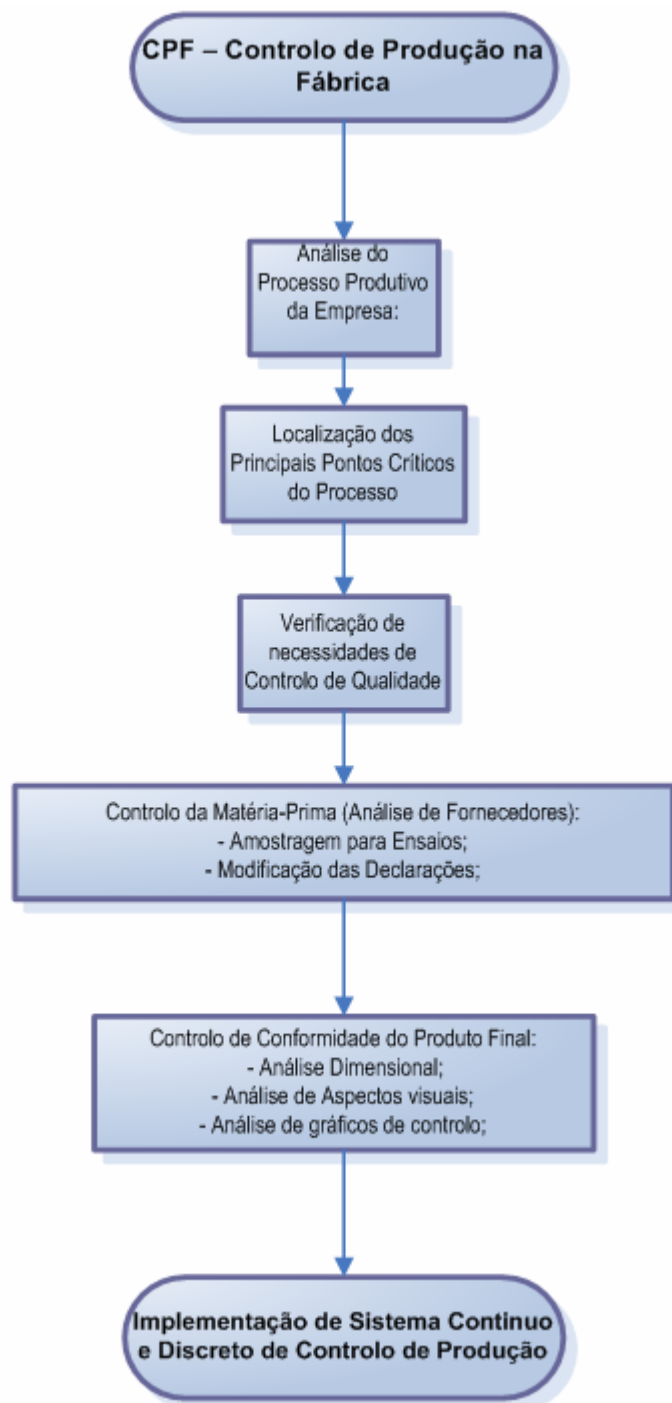 CPF – Controlo de Produção na
Fábrica
Análise do
Processo Produtivo
da Empresa:
Localização dos
Principais Pontos Críticos
do Processo
Verificação de
necessidades de
Controlo de Qualidade
Controlo da Matéria-Prima (Análise de Fornecedores):
- Amostragem para Ensaios;
- Modificação das Declarações;
Controlo de Conformidade do Produto Final:
- Análise Dimensional;
- Análise de Aspectos visuais;
- Análise de gráficos de controlo;
Implementação de Sistema Continuo
e Discreto de Controlo de Produção